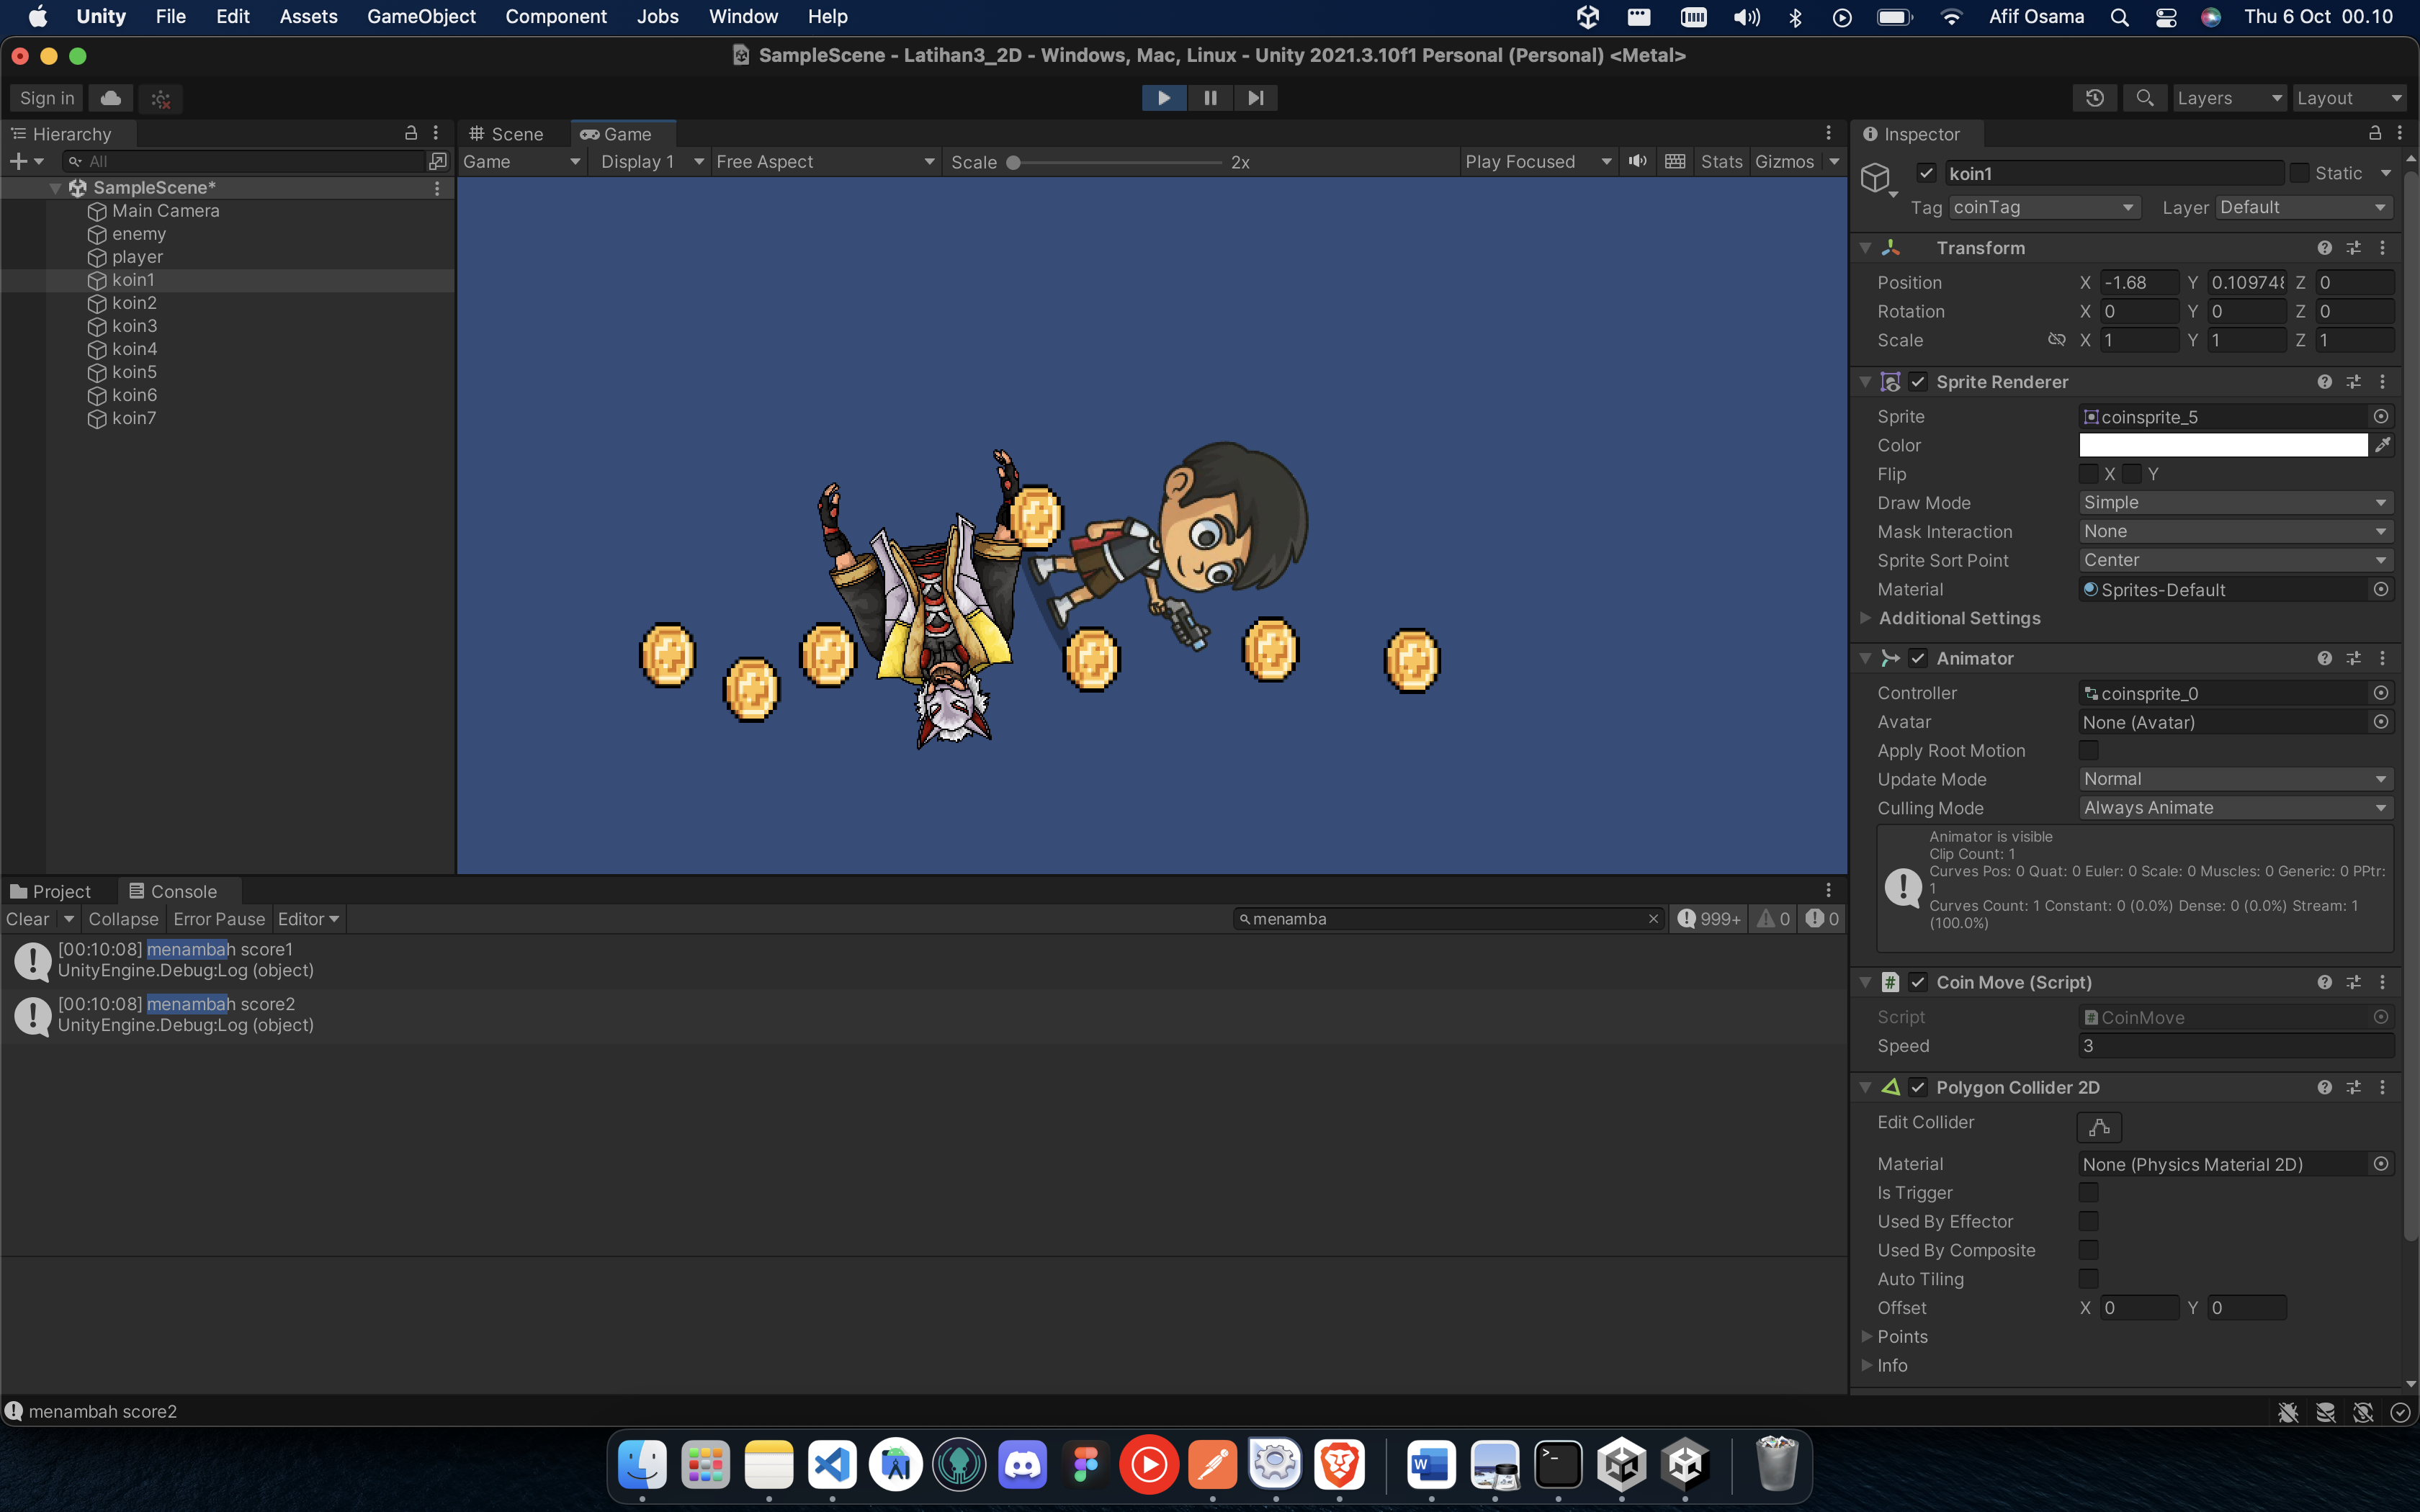 Unity File Edit Assets GameObject Component Jobs Window Help Afif Osama Thu 6 Oct 00.10
SampleScene - Latihan3_2D - Windows, Mac, Linux - Unity 2021.3.10f1 Personal (Personal) <Metal>
Sign in Layers Layout
Hierarchy
All
SampleScene*
Main Camera
enemy
player
koin1
koin2
koin3
koin4
koin5
koin6
koin7
Scene Game
Game Display 1 Free Aspect Scale 2x Play Focused Stats Gizmos
Inspector
koin1 Static
Tag coinTag Layer Default
Transform
Position X -1.68 Y 0.109748 Z 0
Rotation X 0 Y 0 Z 0
Scale X 1 Y 1 Z 1
Sprite Renderer
Sprite coinsprite_5
Color
Flip X Y
Draw Mode Simple
Mask Interaction None
Sprite Sort Point Center
Material Sprites-Default
Additional Settings
Animator
Controller coinsprite_0
Avatar None (Avatar)
Apply Root Motion
Update Mode Normal
Culling Mode Always Animate
Animator is visible
Clip Count: 1
Curves Pos: 0 Quat: 0 Euler: 0 Scale: 0 Muscles: 0 Generic: 0 PPtr:
1
Curves Count: 1 Constant: 0 (0.0%) Dense: 0 (0.0%) Stream: 1
(100.0%)
Coin Move (Script)
Script CoinMove
Speed 3
Polygon Collider 2D
Edit Collider
Material None (Physics Material 2D)
Is Trigger
Used By Effector
Used By Composite
Auto Tiling
Offset X 0 Y 0
Points
Info
Project Console
Clear Collapse Error Pause Editor menamba 999+ 0 0
[00:10:08] menambah score1
UnityEngine.Debug:Log (object)
[00:10:08] menambah score2
UnityEngine.Debug:Log (object)
menambah score2